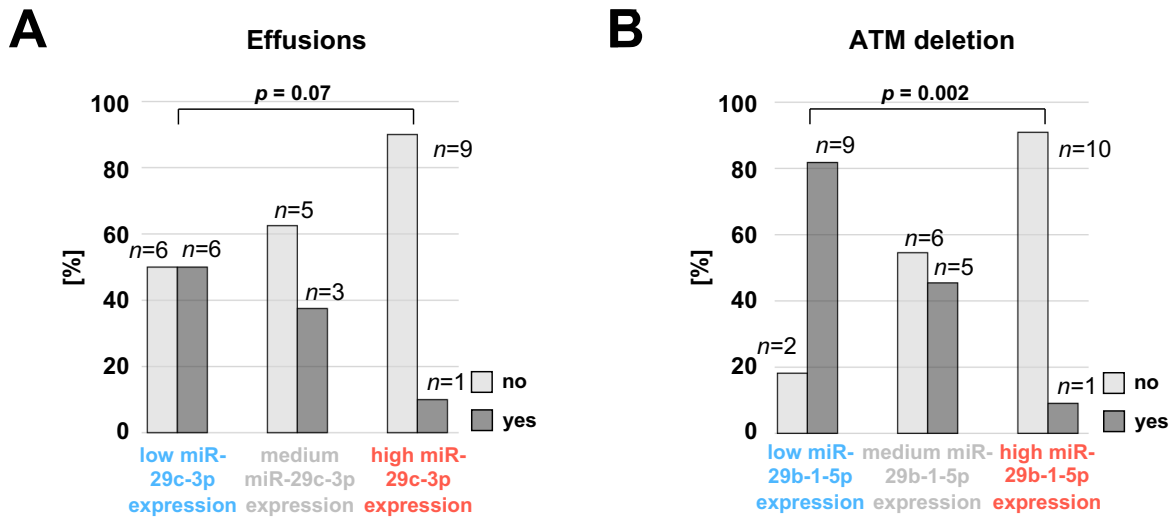 A
Effusions
p = 0.07
100
80
60
40
20
0
[%]
n=6
n=6
n=5
n=3
n=9
n=1
no
yes
low miR-
29c-3p
expression
medium
miR-29c-3p
expression
high miR-
29c-3p
expression
B
ATM deletion
p = 0.002
100
80
60
40
20
0
[%]
n=2
n=9
n=6
n=5
n=10
n=1
no
yes
low miR-
29b-1-5p
expression
medium miR-
29b-1-5p
expression
high miR-
29b-1-5p
expression